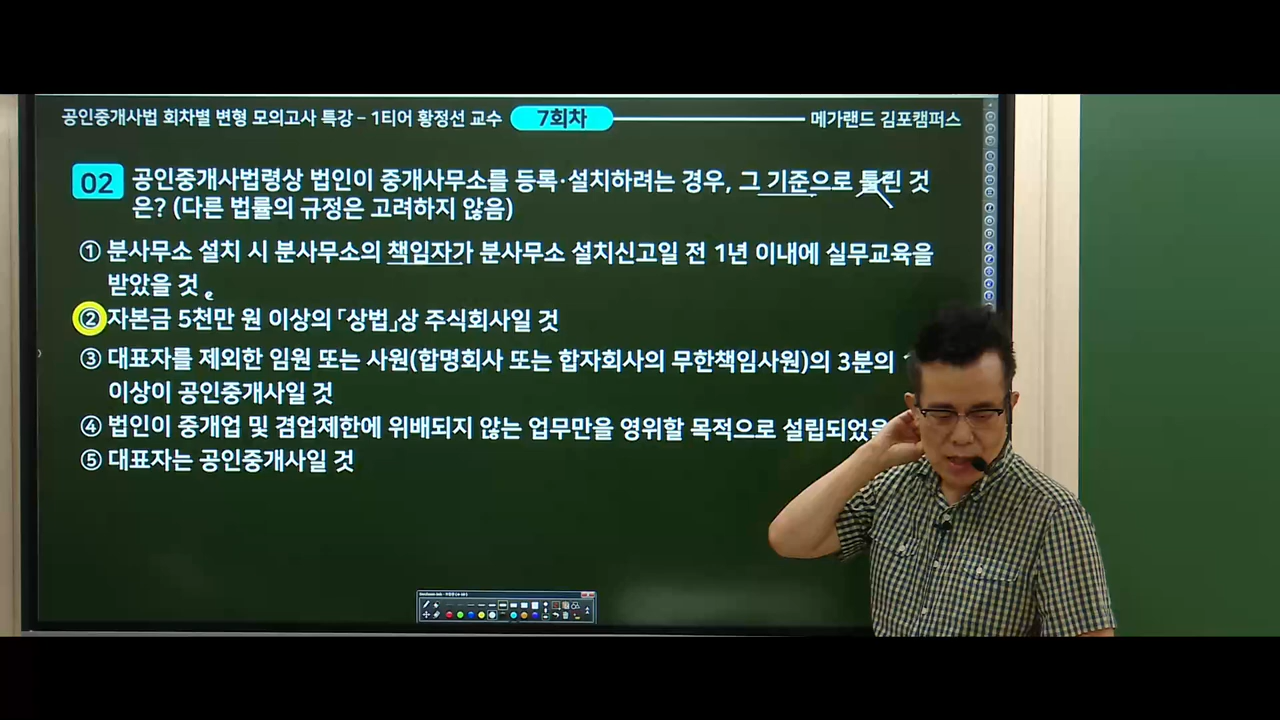 공인중개사법 회차별 변형 모의고사 특강 – 1티어 황정선 교수 7회차 메가랜드 김포캠퍼스
02 공인중개사법령상 법인이 중개사무소를 등록·설치하려는 경우, 그 기준으로 틀린 것
은? (다른 법률의 규정은 고려하지 않음)
① 분사무소 설치 시 분사무소의 책임자가 분사무소 설치신고일 전 1년 이내에 실무교육을
받았을 것
② 자본금 5천만 원 이상의 「상법」상 주식회사일 것
③ 대표자를 제외한 임원 또는 사원(합명회사 또는 합자회사의 무한책임사원)의 3분의
이상이 공인중개사일 것
④ 법인이 중개업 및 겸업제한에 위배되지 않는 업무만을 영위할 목적으로 설립되었을
⑤ 대표자는 공인중개사일 것